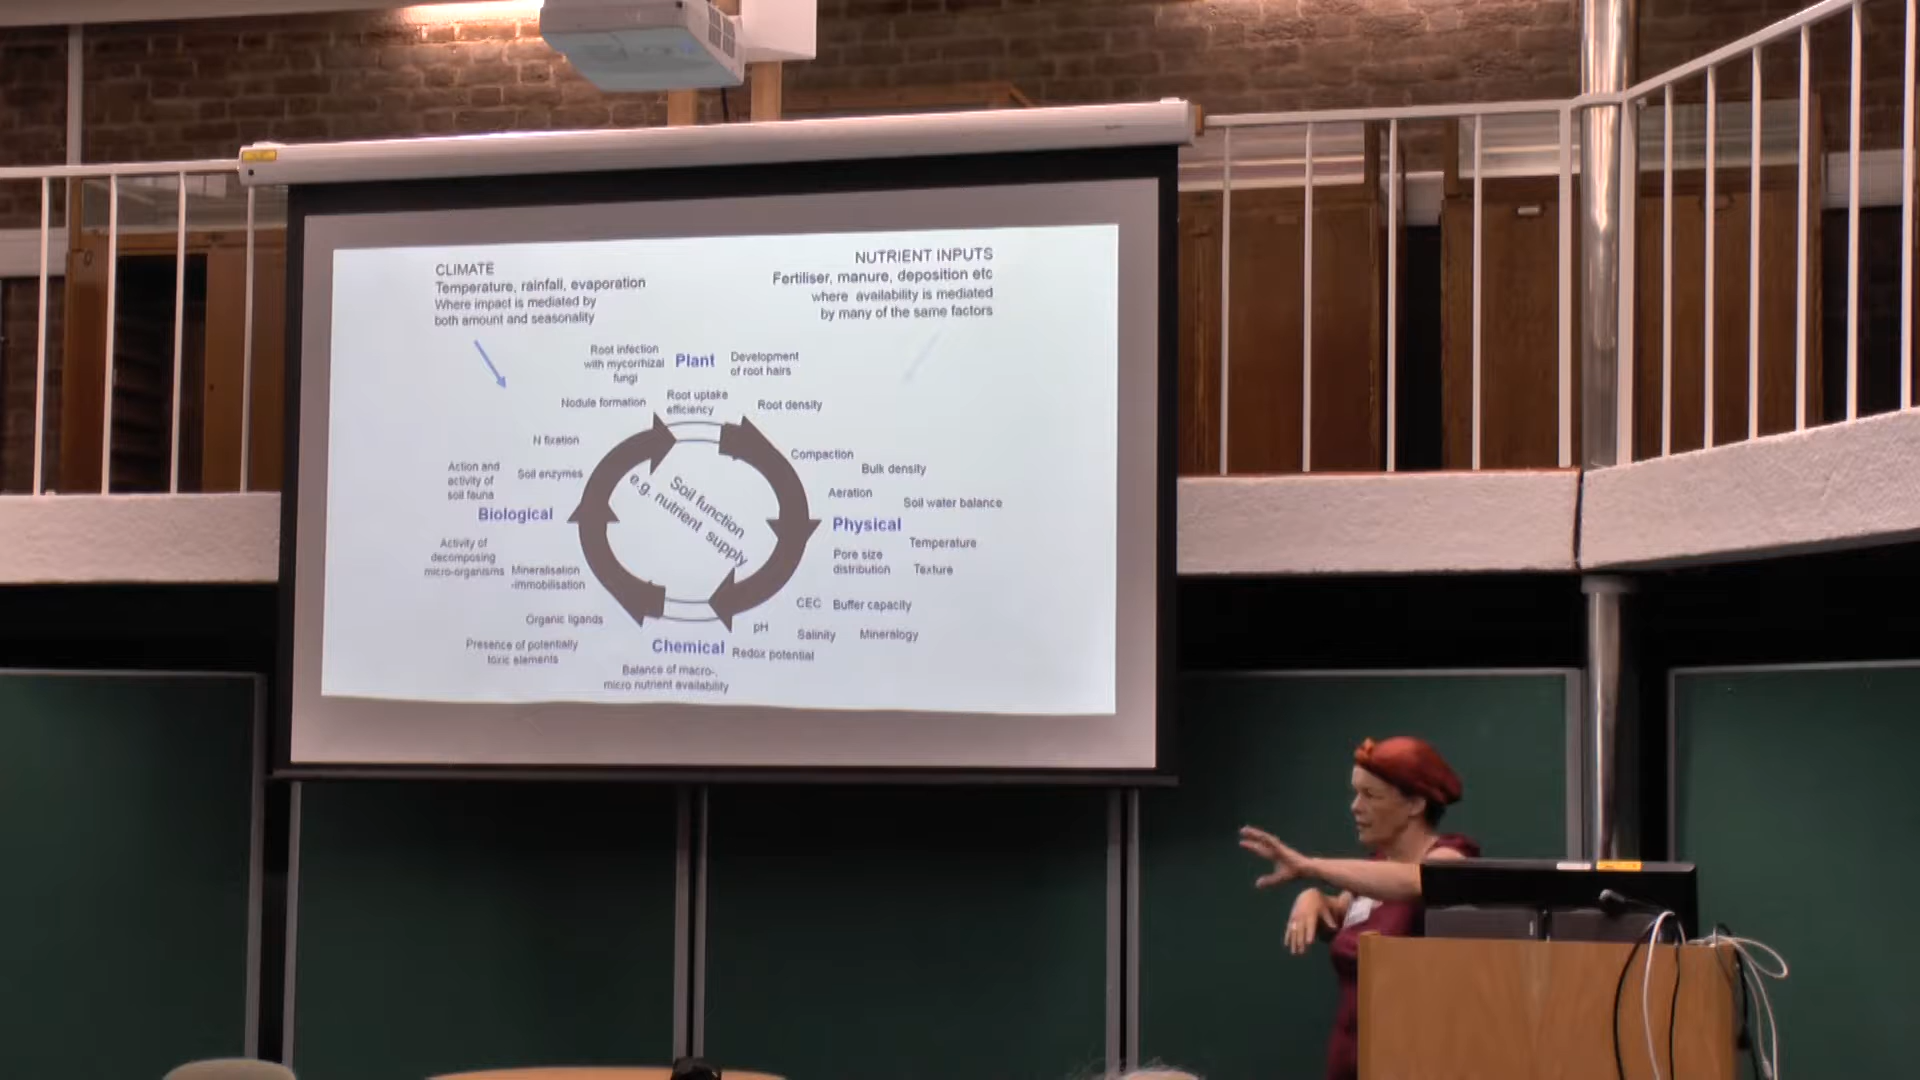 CLIMATE
Temperature, rainfall, evaporation
Where impact is mediated by
both amount and seasonality
NUTRIENT INPUTS
Fertiliser, manure, deposition etc
where availability is mediated
by many of the same factors
Root infection
with mycorrhizal
fungi
Plant
Development
of root hairs
Nodule formation
Root uptake
efficiency
Root density
N fixation
Compaction
Bulk density
Action and
activity of
soil fauna
Soil enzymes
Aeration
Soil water balance
Soil function
e.g. nutrient supply
Biological
Physical
Activity of
decomposing
micro-organisms
Mineralisation
-immobilisation
Temperature
Pore size
distribution
Texture
CEC
Buffer capacity
Organic ligands
pH
Salinity
Mineralogy
Presence of potentially
toxic elements
Chemical
Redox potential
Balance of macro-,
micro nutrient availability